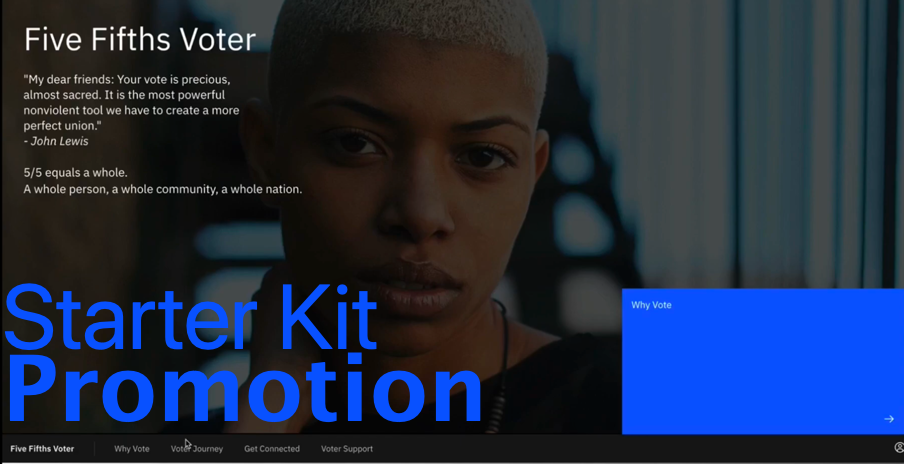 Five Fifths Voter
"My dear friends: Your vote is precious,
almost sacred. It is the most powerful
nonviolent tool we have to create a more
perfect union."
- John Lewis
5/5 equals a whole.
A whole person, a whole community, a whole nation.
Starter Kit
Promotion
Why Vote
Five Fifths Voter
Why Vote
Voter Journey
Get Connected
Voter Support